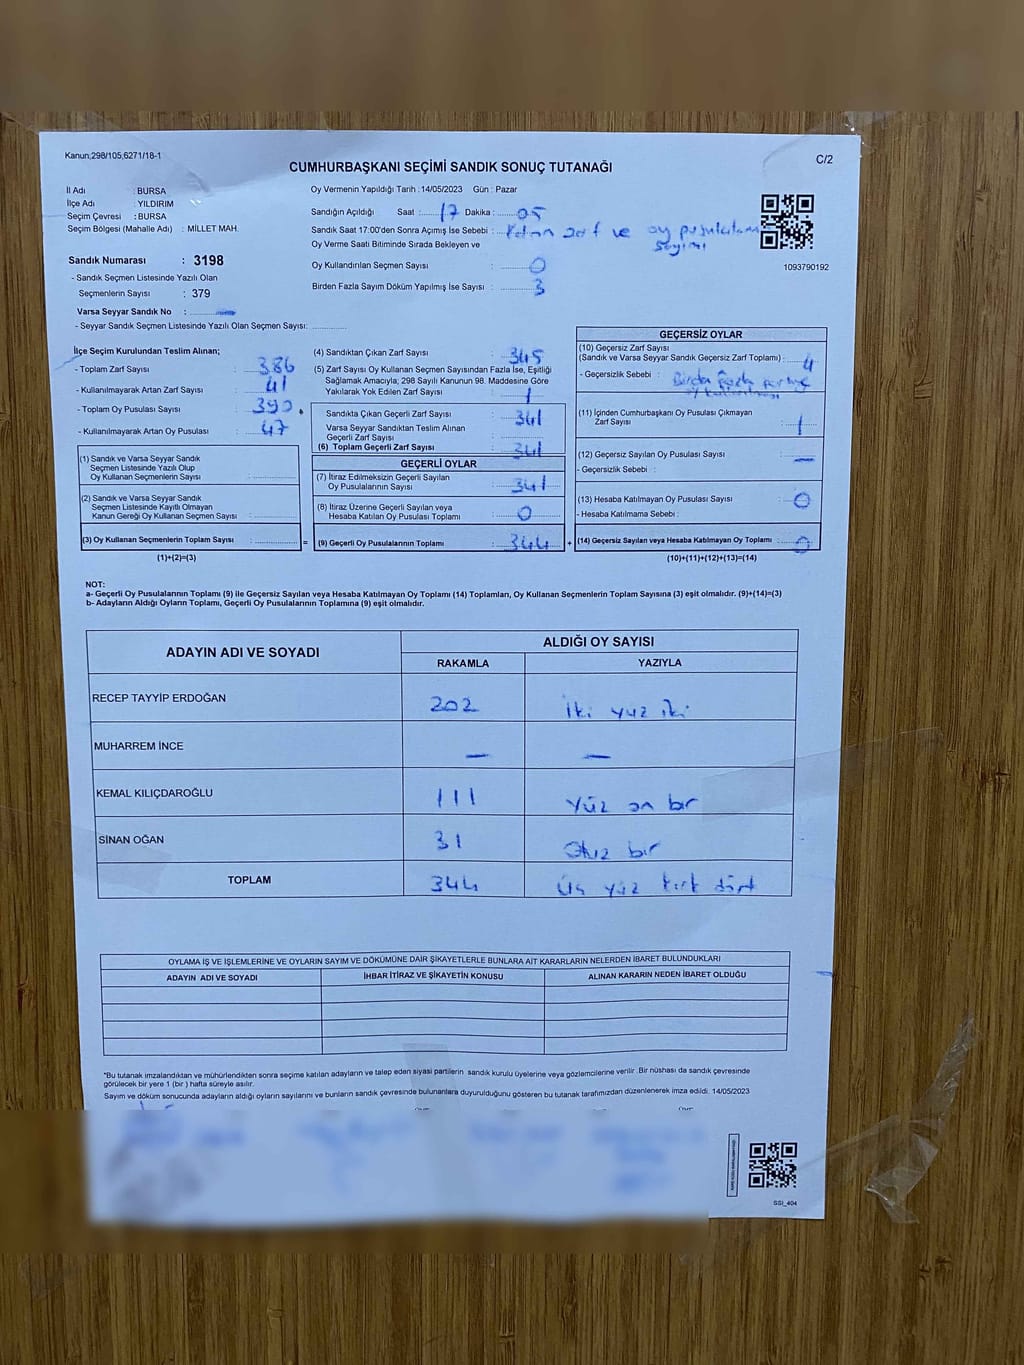 Kanun;298/105;6271/18-1
CUMHURBAŞKANI SEÇİMİ SANDIK SONUÇ TUTANAĞI
C/2
İl Adı : BURSA
İlçe Adı : YILDIRIM
Seçim Çevresi : BURSA
Seçim Bölgesi (Mahalle Adı) : MİLLET MAH.
Sandık Numarası : 3198
- Sandık Seçmen Listesinde Yazılı Olan
Seçmenlerin Sayısı : 379
Varsa Seyyar Sandık No :
- Seyyar Sandık Seçmen Listesinde Yazılı Olan Seçmen Sayısı:
Oy Vermenin Yapıldığı Tarih : 14/05/2023 Gün : Pazar
Sandığın Açıldığı Saat : 17 Dakika : 05
Sandık Saat 17:00'den Sonra Açımış İse Sebebi : Kalan zarf ve oy pusulaların
sayımı
Oy Verme Saati Bitiminde Sırada Bekleyen ve
Oy Kullandırılan Seçmen Sayısı : 0
Birden Fazla Sayım Döküm Yapılmış İse Sayısı : 3
1093790192
İlçe Seçim Kurulundan Teslim Alınan;
- Toplam Zarf Sayısı : 386
- Kullanılmayarak Artan Zarf Sayısı : 41
- Toplam Oy Pusulası Sayısı : 390
- Kullanılmayarak Artan Oy Pusulası : 47
(1) Sandık ve Varsa Seyyar Sandık
Seçmen Listesinde Yazılı Olup
Oy Kullanan Seçmenlerin Sayısı :
(2) Sandık ve Varsa Seyyar Sandık
Seçmen Listesinde Kayıtlı Olmayan
Kanun Gereği Oy Kullanan Seçmen Sayısı :
(3) Oy Kullanan Seçmenlerin Toplam Sayısı : =
(1)+(2)=(3)
(4) Sandıktan Çıkan Zarf Sayısı : 345
(5) Zarf Sayısı Oy Kullanan Seçmen Sayısından Fazla İse, Eşitliği
Sağlamak Amacıyla, 298 Sayılı Kanunun 98. Maddesine Göre
Yakılarak Yok Edilen Zarf Sayısı : 1
Sandıkta Çıkan Geçerli Zarf Sayısı : 341
Varsa Seyyar Sandıktan Teslim Alınan
Geçerli Zarf Sayısı :
(6) Toplam Geçerli Zarf Sayısı : 341
GEÇERLİ OYLAR
(7) İtiraz Edilmeksizin Geçerli Sayılan
Oy Pusulalarının Sayısı : 341
(8) İtiraz Üzerine Geçerli Sayılan veya
Hesaba Katılan Oy Pusulası Toplamı : 0
(9) Geçerli Oy Pusulalarının Toplamı : 344 +
GEÇERSİZ OYLAR
(10) Geçersiz Zarf Sayısı
(Sandık ve Varsa Seyyar Sandık Geçersiz Zarf Toplamı) : 4
- Geçersizlik Sebebi : Birden fazla partiye
oy kullanılması
(11) İçinden Cumhurbaşkanı Oy Pusulası Çıkmayan
Zarf Sayısı : 1
(12) Geçersiz Sayılan Oy Pusulası Sayısı : —
- Geçersizlik Sebebi :
(13) Hesaba Katılmayan Oy Pusulası Sayısı : 0
- Hesaba Katılmama Sebebi :
(14) Geçersiz Sayılan veya Hesaba Katılmayan Oy Toplamı : 0
(10)+(11)+(12)+(13)=(14)
NOT:
a- Geçerli Oy Pusulalarının Toplamı (9) ile Geçersiz Sayılan veya Hesaba Katılmayan Oy Toplamı (14) Toplamları, Oy Kullanan Seçmenlerin Toplam Sayısına (3) eşit olmalıdır. (9)+(14)=(3)
b- Adayların Aldığı Oyların Toplamı, Geçerli Oy Pusulalarının Toplamına (9) eşit olmalıdır.
ADAYIN ADI VE SOYADI ALDIĞI OY SAYISI
RAKAMLA YAZIYLA
RECEP TAYYİP ERDOĞAN 202 İki yüz iki
MUHARREM İNCE — —
KEMAL KILIÇDAROĞLU 111 Yüz on bir
SİNAN OĞAN 31 Otuz bir
TOPLAM 344 Üç yüz kırk dört
OYLAMA İŞ VE İŞLEMLERİNE VE OYLARIN SAYIM VE DÖKÜMÜNE DAİR ŞİKAYETLERLE BUNLARA AİT KARARLARIN NELERDEN İBARET BULUNDUKLARI
ADAYIN ADI VE SOYADI İHBAR İTİRAZ VE ŞİKAYETİN KONUSU ALINAN KARARIN NEDEN İBARET OLDUĞU
*Bu tutanak imzalandıktan ve mühürlendikten sonra seçime katılan adayların ve talep eden siyasi partilerin sandık kurulu üyelerine veya gözlemcilerine verilir .Bir nüshası da sandık çevresinde
görülecek bir yere 1 (bir ) hafta süreyle asılır.
Sayım ve döküm sonucunda adayların aldığı oyların sayılarını ve bunların sandık çevresinde bulunanlara duyurulduğunu gösteren bu tutanak tarafımızdan düzenlenerek imza edildi. 14/05/2023
SSI_404